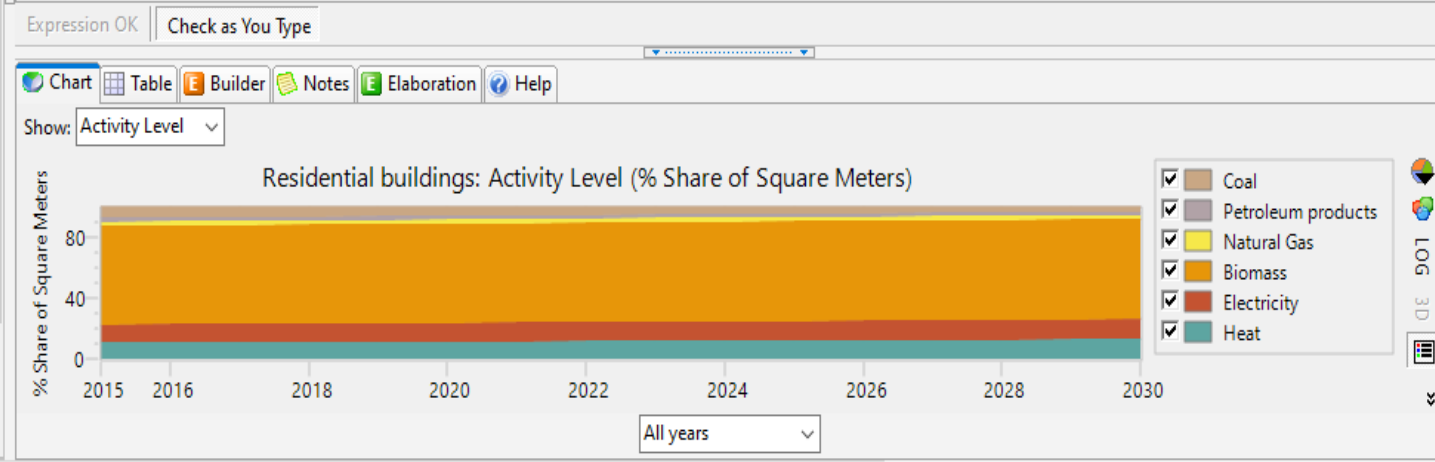 Expression OK Check as You Type
Chart Table Builder Notes Elaboration Help
Show: Activity Level
Residential buildings: Activity Level (% Share of Square Meters)
% Share of Square Meters
80
40
0
2015 2016 2018 2020 2022 2024 2026 2028 2030
Coal
Petroleum products
Natural Gas
Biomass
Electricity
Heat
LOG
3D
All years